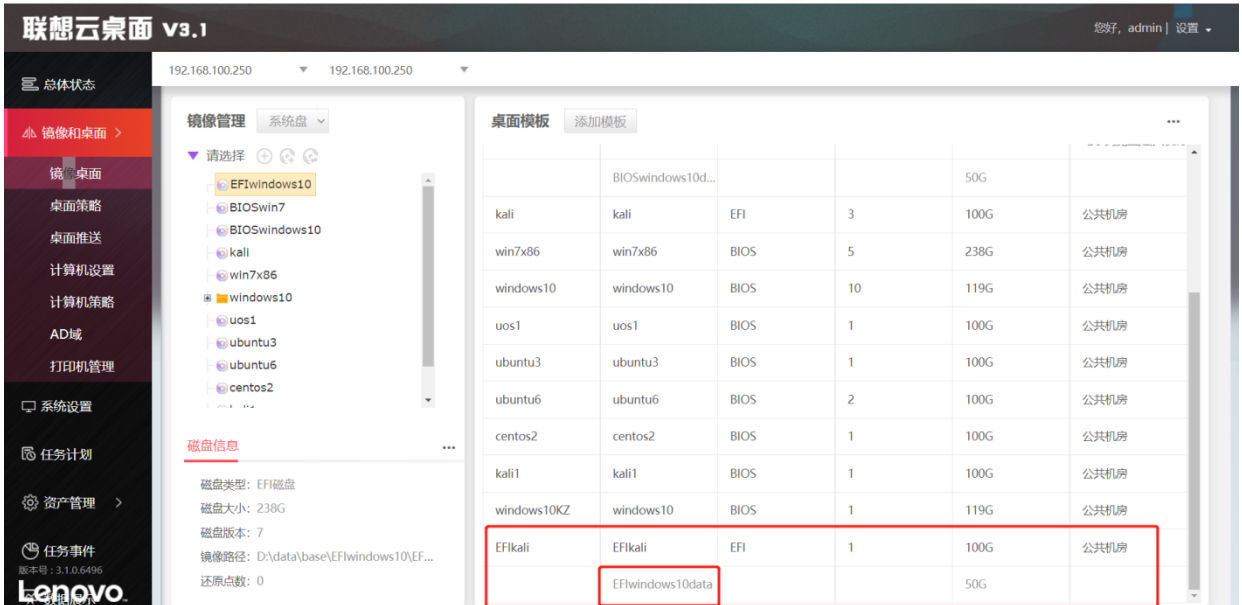 联想云桌面 V3.1
您好, admin | 设置
192.168.100.250 192.168.100.250
总体状态
镜像和桌面
镜像桌面
桌面策略
桌面推送
计算机设置
计算机策略
AD域
打印机管理
系统设置
任务计划
资产管理
任务事件
版本号：3.1.0.6496
Lenovo
镜像管理 系统盘
请选择
EFIwindows10
BIOSwin7
BIOSwindows10
kali
win7x86
windows10
uos1
ubuntu3
ubuntu6
centos2
磁盘信息
磁盘类型：EFI磁盘
磁盘大小：238G
磁盘版本：7
镜像路径：D:\data\base\EFIwindows10\EF...
还原点数：0
桌面模板 添加模板
BIOSwindows10d... 50G
kali kali EFI 3 100G 公共机房
win7x86 win7x86 BIOS 5 238G 公共机房
windows10 windows10 BIOS 10 119G 公共机房
uos1 uos1 BIOS 1 100G 公共机房
ubuntu3 ubuntu3 BIOS 1 100G 公共机房
ubuntu6 ubuntu6 BIOS 2 100G 公共机房
centos2 centos2 BIOS 1 100G 公共机房
kali1 kali1 BIOS 1 100G 公共机房
windows10KZ windows10 BIOS 1 119G 公共机房
EFIkali EFIkali EFI 1 100G 公共机房
EFIwindows10data 50G